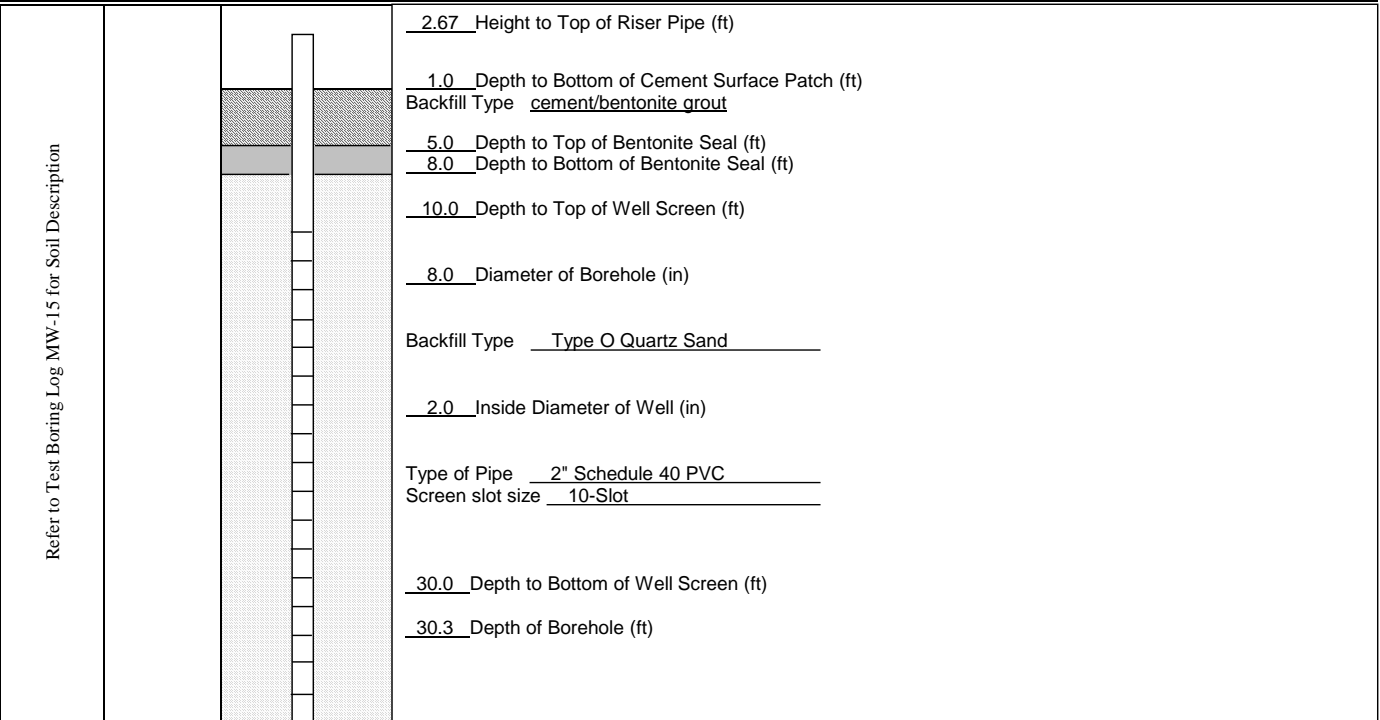 Refer to Test Boring Log MW-15 for Soil Description
2.67 Height to Top of Riser Pipe (ft)
1.0 Depth to Bottom of Cement Surface Patch (ft)
Backfill Type cement/bentonite grout
5.0 Depth to Top of Bentonite Seal (ft)
8.0 Depth to Bottom of Bentonite Seal (ft)
10.0 Depth to Top of Well Screen (ft)
8.0 Diameter of Borehole (in)
Backfill Type Type O Quartz Sand
2.0 Inside Diameter of Well (in)
Type of Pipe 2" Schedule 40 PVC
Screen slot size 10-Slot
30.0 Depth to Bottom of Well Screen (ft)
30.3 Depth of Borehole (ft)